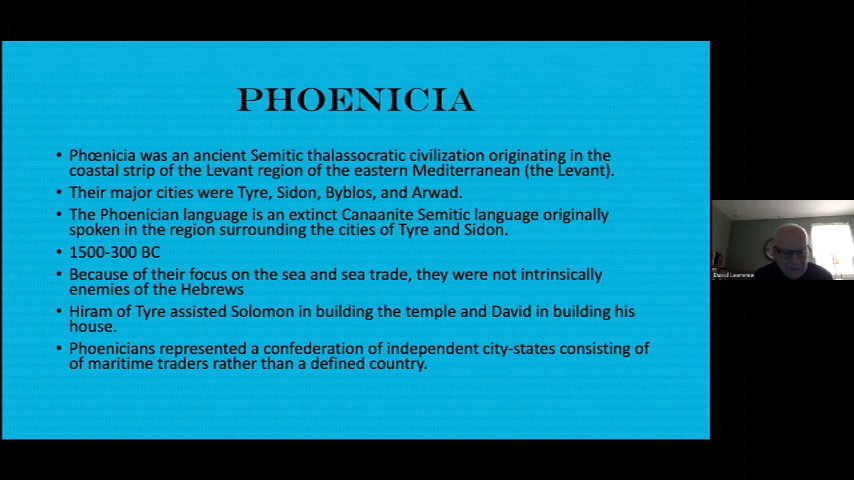 PHOENICIA
• Phœnicia was an ancient Semitic thalassocratic civilization originating in the
coastal strip of the Levant region of the eastern Mediterranean (the Levant).
• Their major cities were Tyre, Sidon, Byblos, and Arwad.
• The Phoenician language is an extinct Canaanite Semitic language originally
spoken in the region surrounding the cities of Tyre and Sidon.
• 1500-300 BC
• Because of their focus on the sea and sea trade, they were not intrinsically
enemies of the Hebrews
• Hiram of Tyre assisted Solomon in building the temple and David in building his
house.
• Phoenicians represented a confederation of independent city-states consisting of
of maritime traders rather than a defined country.
David Lawrence